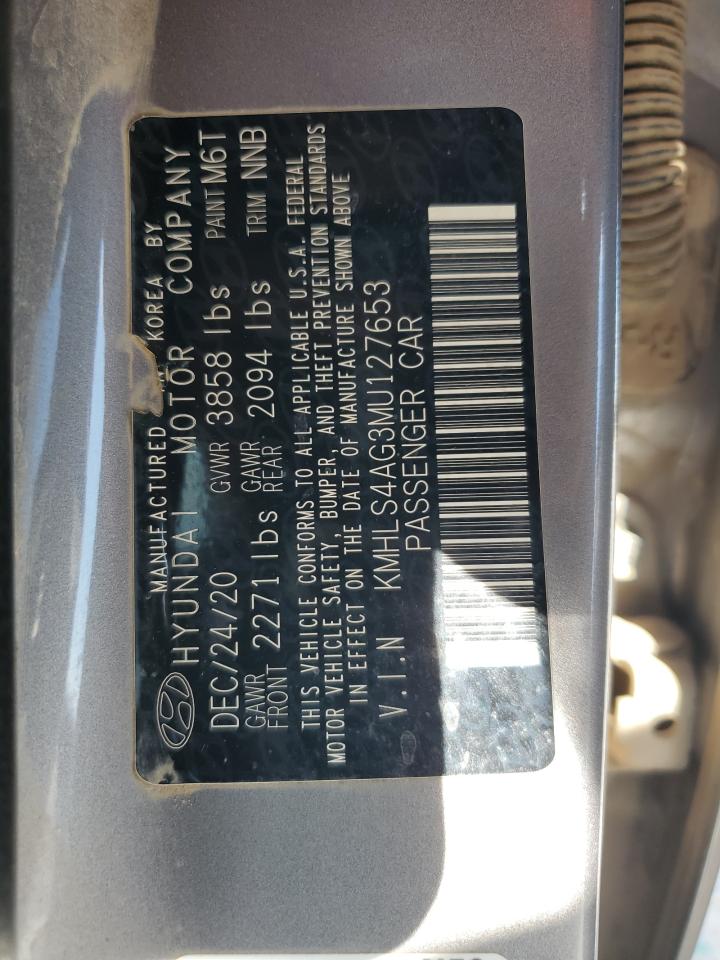 MANUFACTURED KOREA BY
HYUNDAI MOTOR COMPANY
DEC/24/20 GVWR 3858 lbs PAINT M6T
GAWR FRONT 2271 lbs GAWR REAR 2094 lbs TRIM NNB
THIS VEHICLE CONFORMS TO ALL APPLICABLE U.S.A. FEDERAL
MOTOR VEHICLE SAFETY, BUMPER, AND THEFT PREVENTION STANDARDS
IN EFFECT ON THE DATE OF MANUFACTURE SHOWN ABOVE
V.I.N KMHLS4AG3MU127653
PASSENGER CAR